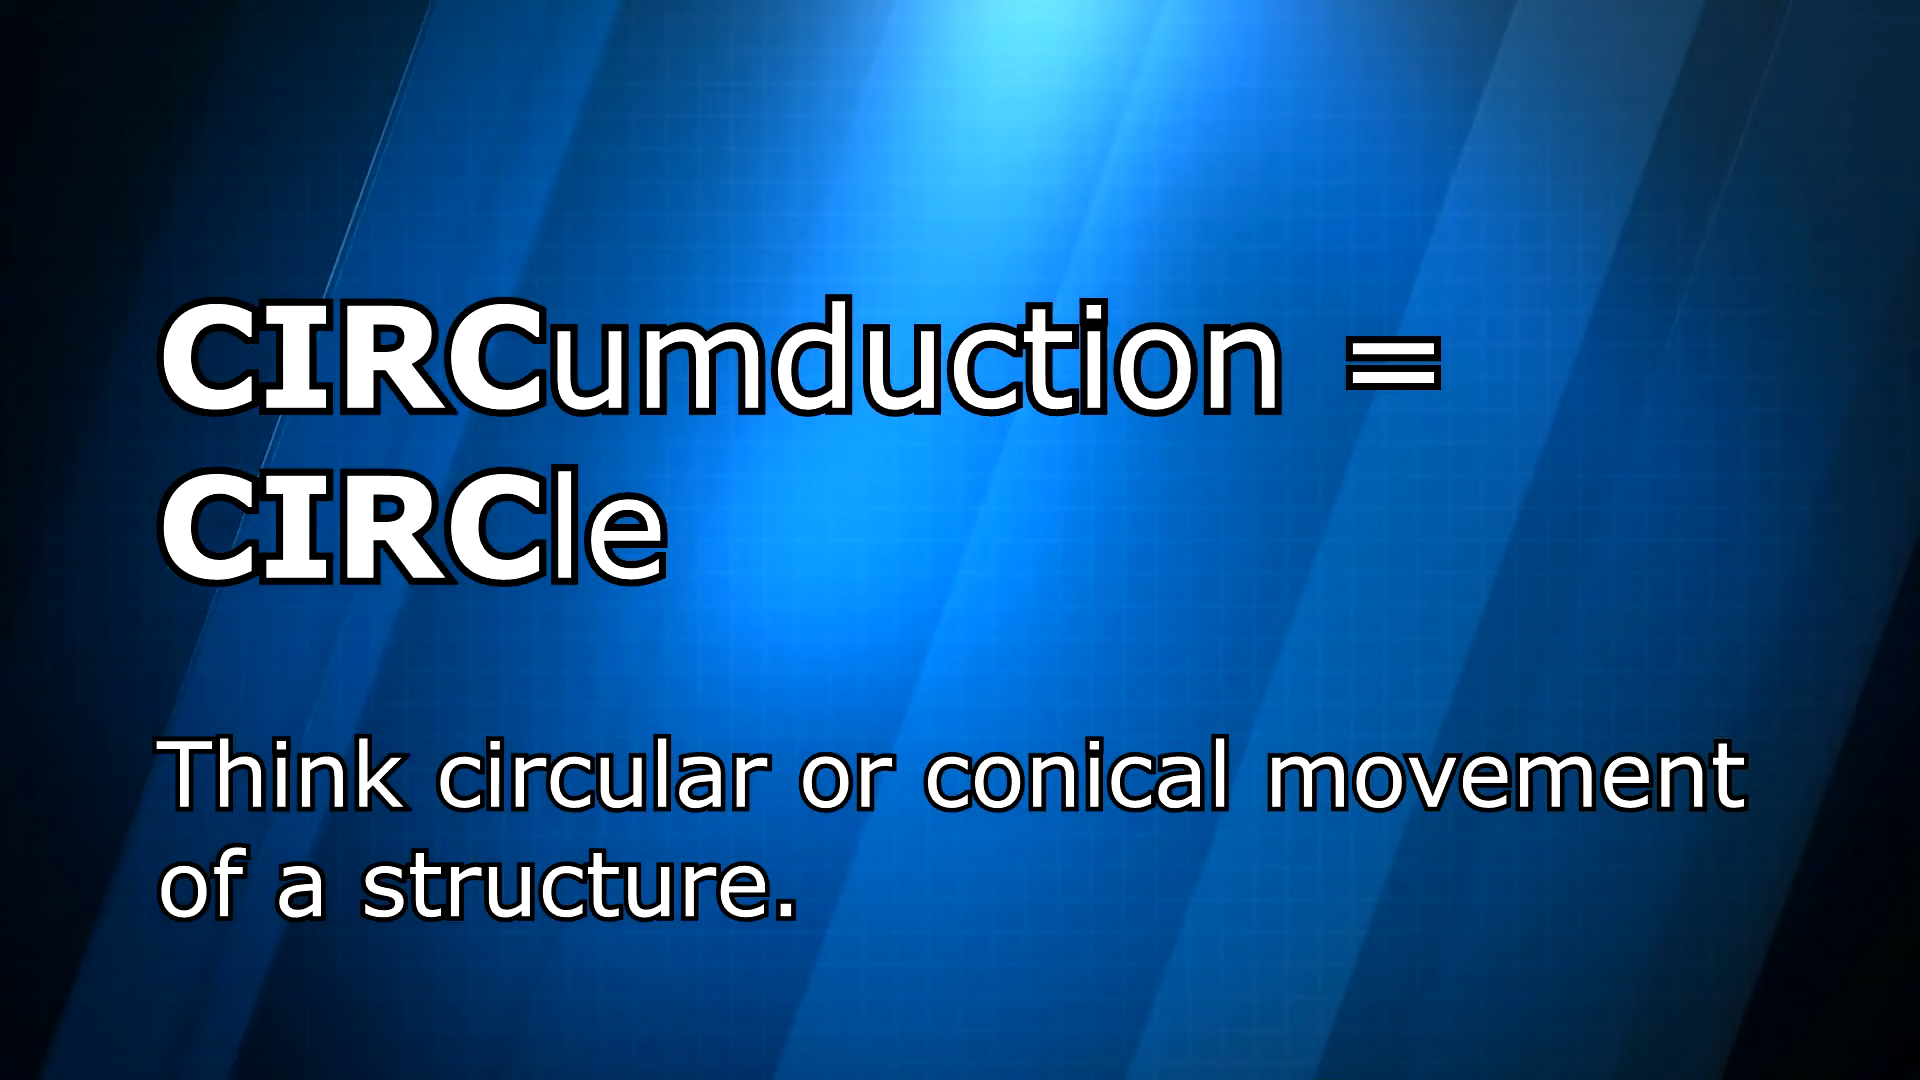 CIRCumduction =
CIRCle
Think circular or conical movement
of a structure.